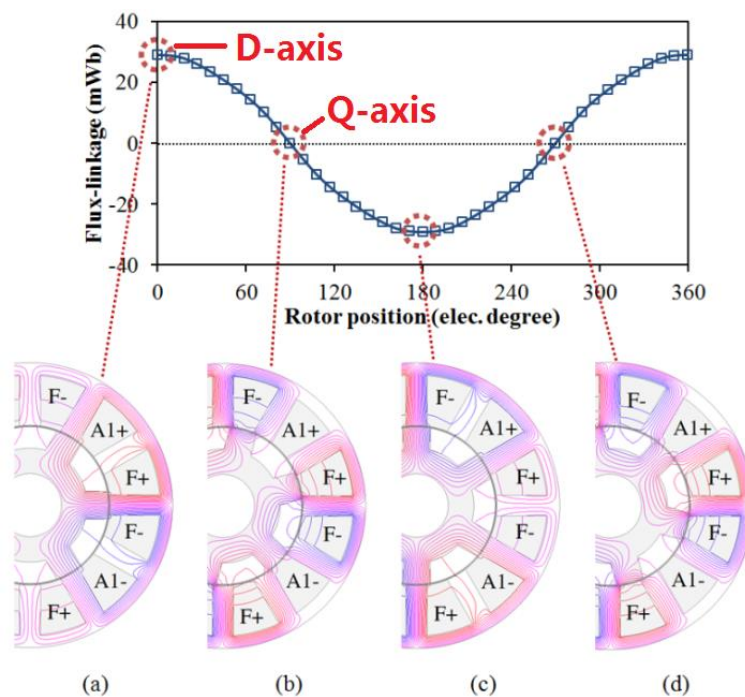 40
D-axis
20
Q-axis
0
-20
-40
Flux-linkage (mWb)
0 60 120 180 240 300 360
Rotor position (elec. degree)
F- F- F- F-
A1+ A1+ A1+ A1+
F+ F+ F+ F+
F- F- F- F-
A1- A1- A1- A1-
F+ F+ F+ F+
(a) (b) (c) (d)